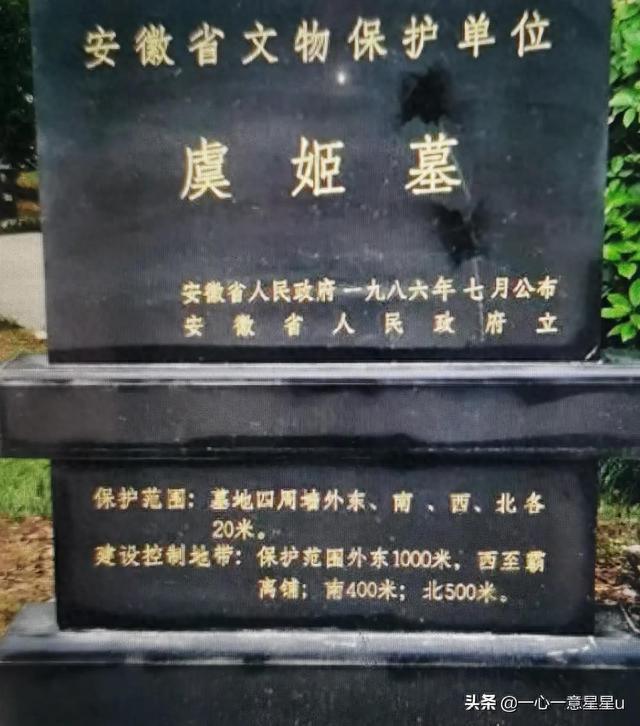 安徽省文物保护单位
虞姬墓
安徽省人民政府一九八六年七月公布
安徽省人民政府立
保护范围：墓地四周墙外东、南、西、北各
20米。
建设控制地带：保护范围外东1000米，西至霸
离铺；南400米；北500米。
头条 @一心一意星星u